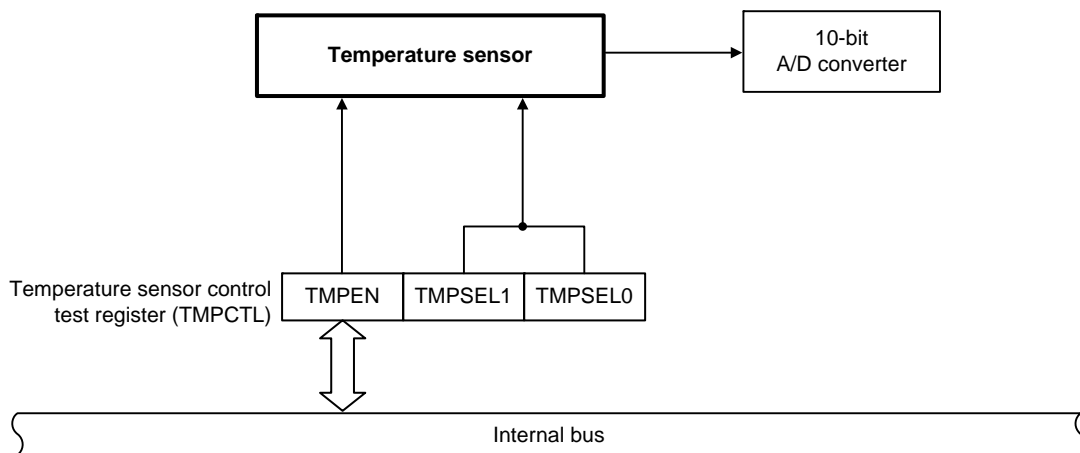 Temperature sensor
10-bit
A/D converter
Temperature sensor control
test register (TMPCTL)
TMPEN
TMPSEL1
TMPSEL0
Internal bus